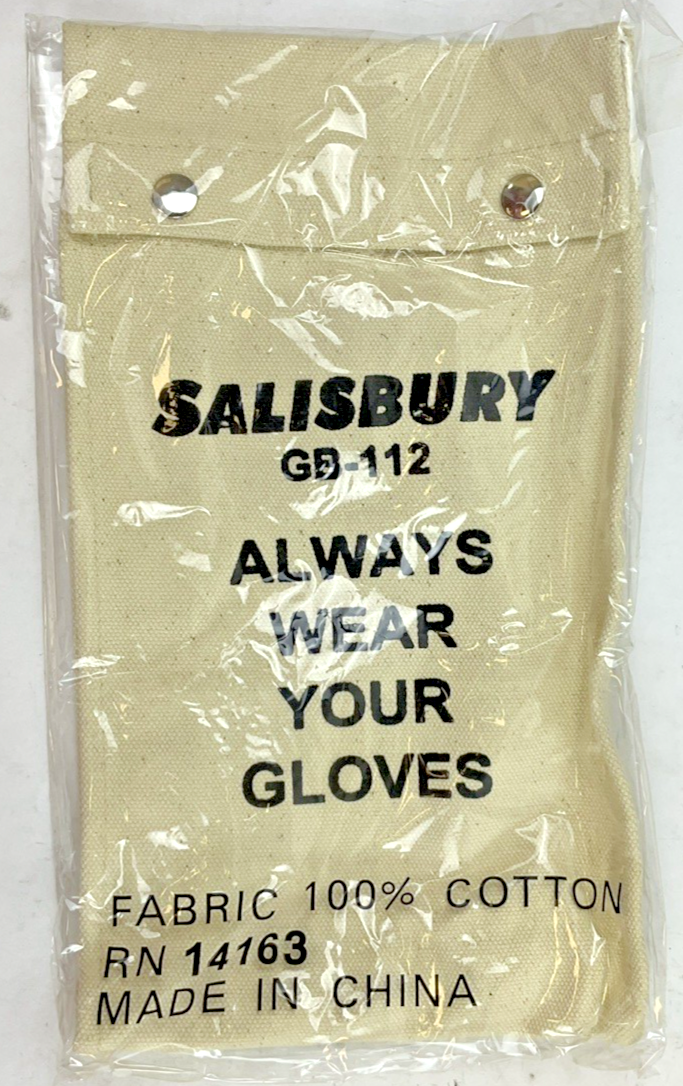 SALISBURY
GB-112
ALWAYS
WEAR
YOUR
GLOVES
FABRIC 100% COTTON
RN 14163
MADE IN CHINA